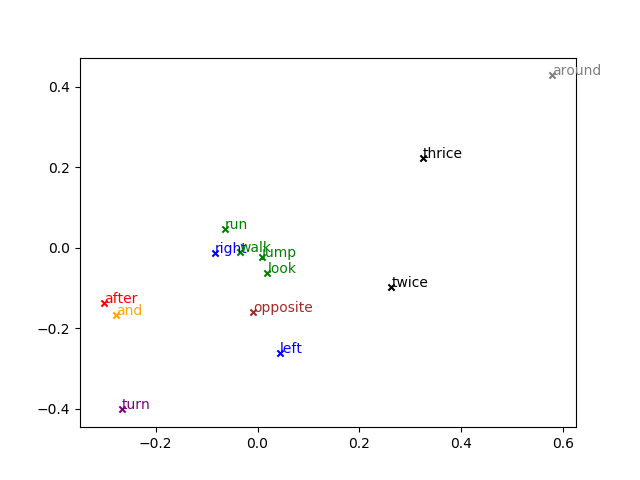 around
0.4
thrice
0.2
run
right
walk
jump
0.0
look
twice
after
and
opposite
−0.2
left
turn
−0.4
−0.2
0.0
0.2
0.4
0.6